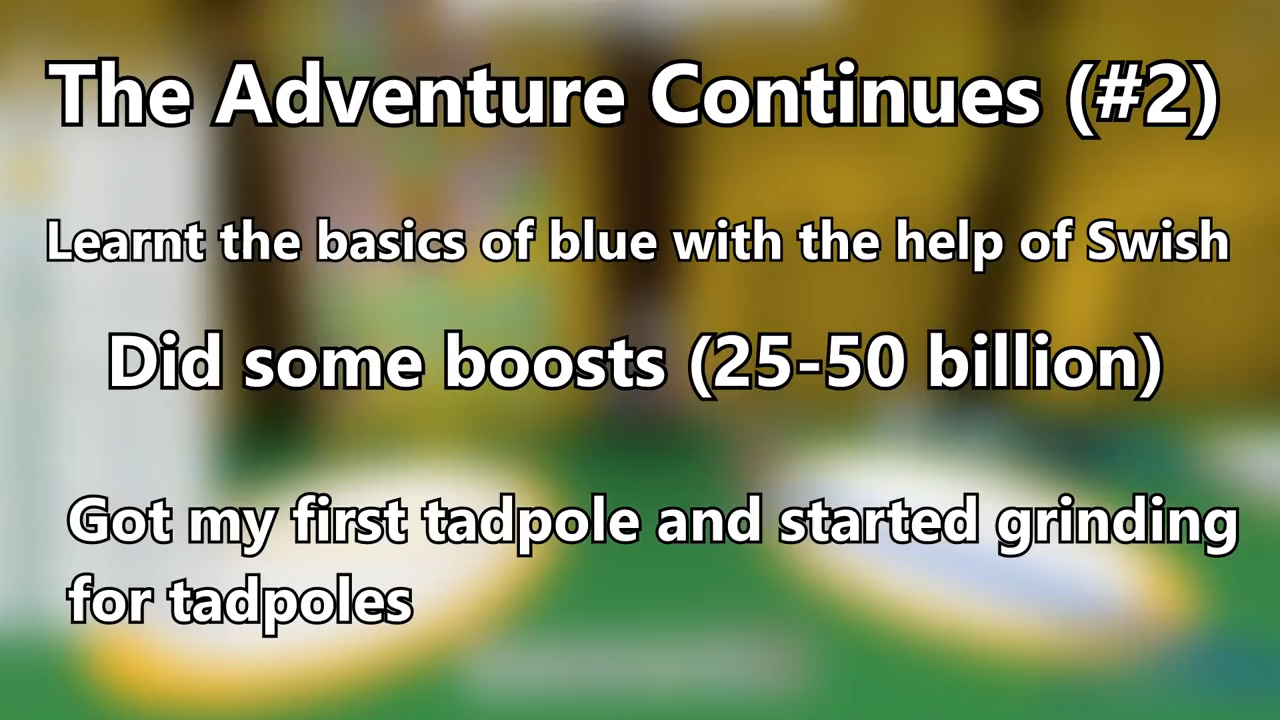 The Adventure Continues (#2)
Learnt the basics of blue with the help of Swish
Did some boosts (25-50 billion)
Got my first tadpole and started grinding
for tadpoles